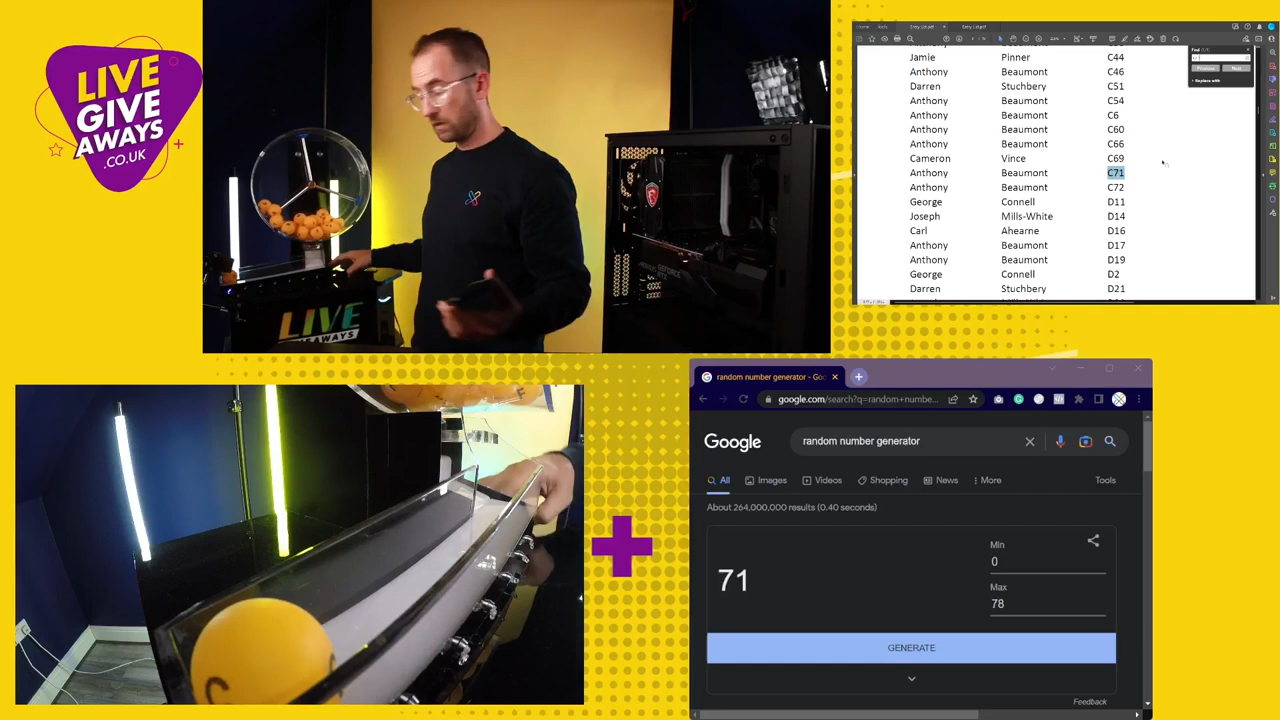 LIVE
GIVE
AWAYS
.CO.UK
LIVE
GEFORCE
Jamie Pinner C44
Anthony Beaumont C46
Darren Stuchbery C51
Anthony Beaumont C54
Anthony Beaumont C6
Anthony Beaumont C60
Anthony Beaumont C66
Cameron Vince C69
Anthony Beaumont C71
Anthony Beaumont C72
George Connell D11
Joseph Mills-White D14
Carl Ahearne D16
Anthony Beaumont D17
Anthony Beaumont D19
George Connell D2
Darren Stuchbery D21
Replace with
C
random number generator - Goo
google.com/search?q=random+numbe...
Google
random number generator
All Images Videos Shopping News More Tools
About 264,000,000 results (0.40 seconds)
71
Min
0
Max
78
GENERATE
Feedback